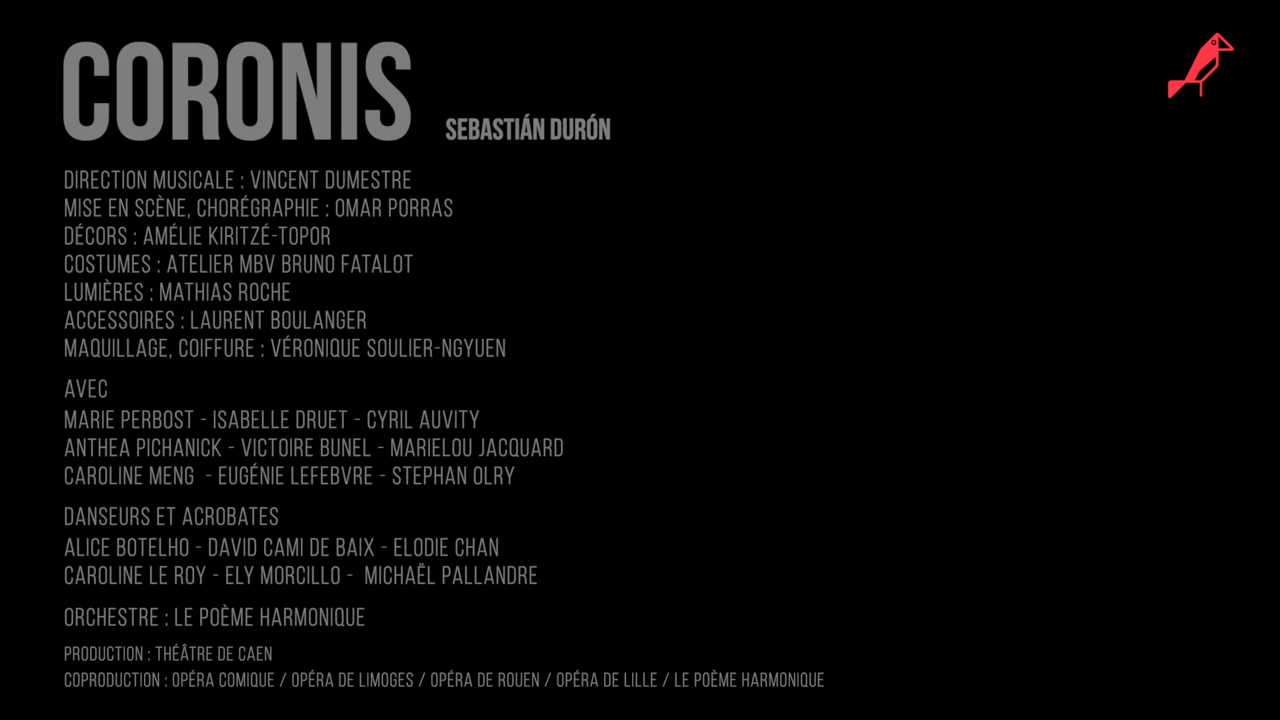 CORONIS
SEBASTIÁN DURÓN
DIRECTION MUSICALE : VINCENT DUMESTRE
MISE EN SCÈNE, CHORÉGRAPHIE : OMAR PORRAS
DÉCORS : AMÉLIE KIRITZÉ-TOPOR
COSTUMES : ATELIER MBV BRUNO FATALOT
LUMIÈRES : MATHIAS ROCHE
ACCESSOIRES : LAURENT BOULANGER
MAQUILLAGE, COIFFURE : VÉRONIQUE SOULIER-NGYUEN
AVEC
MARIE PERBOST - ISABELLE DRUET - CYRIL AUVITY
ANTHEA PICHANICK - VICTOIRE BUNEL - MARIELOU JACQUARD
CAROLINE MENG - EUGÉNIE LEFEBVRE - STEPHAN OLRY
DANSEURS ET ACROBATES
ALICE BOTELHO - DAVID CAMI DE BAIX - ELODIE CHAN
CAROLINE LE ROY - ELY MORCILLO - MICHAËL PALLANDRE
ORCHESTRE : LE POÈME HARMONIQUE
PRODUCTION : THÉÂTRE DE CAEN
COPRODUCTION : OPÉRA COMIQUE / OPÉRA DE LIMOGES / OPÉRA DE ROUEN / OPÉRA DE LILLE / LE POÈME HARMONIQUE